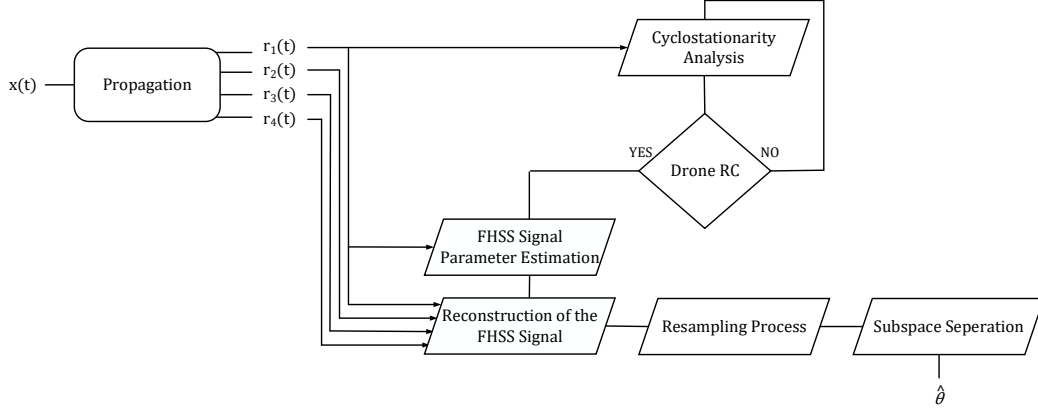 x(t)
Propagation
r₁(t)
r₂(t)
r₃(t)
r₄(t)
Cyclostationarity
Analysis
YES
NO
Drone RC
FHSS Signal
Parameter Estimation
Reconstruction of the
FHSS Signal
Resampling Process
Subspace Seperation
θ̂